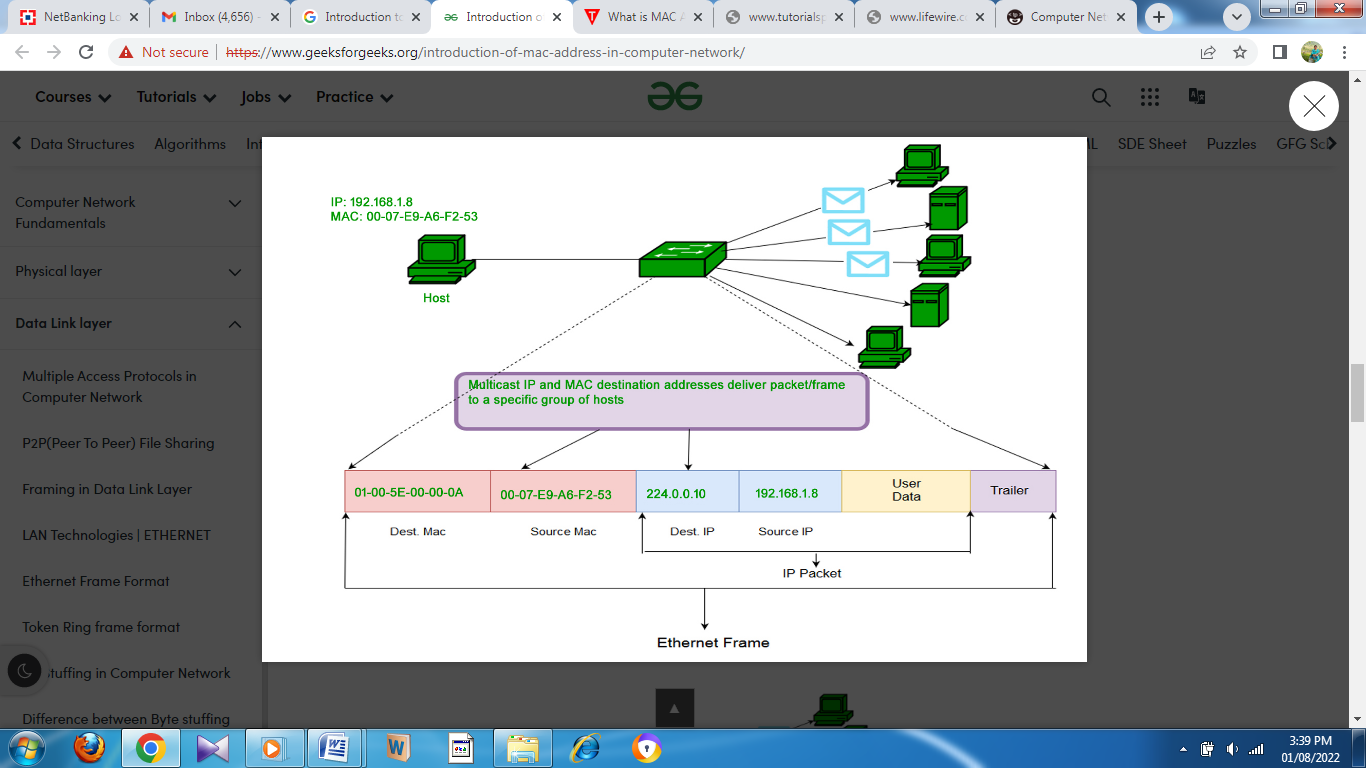 NetBanking Lo
Inbox (4,656) -
Introduction to
Introduction o
What is MAC A
www.tutorialsp
www.lifewire.c
Computer Net
Not secure
https://www.geeksforgeeks.org/introduction-of-mac-address-in-computer-network/
Courses
Tutorials
Jobs
Practice
Data Structures
Algorithms
Int
ML
SDE Sheet
Puzzles
GFG Sch
Computer Network
Fundamentals
Physical layer
Data Link layer
Multiple Access Protocols in
Computer Network
P2P(Peer To Peer) File Sharing
Framing in Data Link Layer
LAN Technologies | ETHERNET
Ethernet Frame Format
Token Ring frame format
tuffing in Computer Network
Difference between Byte stuffing
IP: 192.168.1.8
MAC: 00-07-E9-A6-F2-53
Host
Multicast IP and MAC destination addresses deliver packet/frame
to a specific group of hosts
01-00-5E-00-00-0A
00-07-E9-A6-F2-53
224.0.0.10
192.168.1.8
User
Data
Trailer
Dest. Mac
Source Mac
Dest. IP
Source IP
IP Packet
Ethernet Frame
3:39 PM
01/08/2022